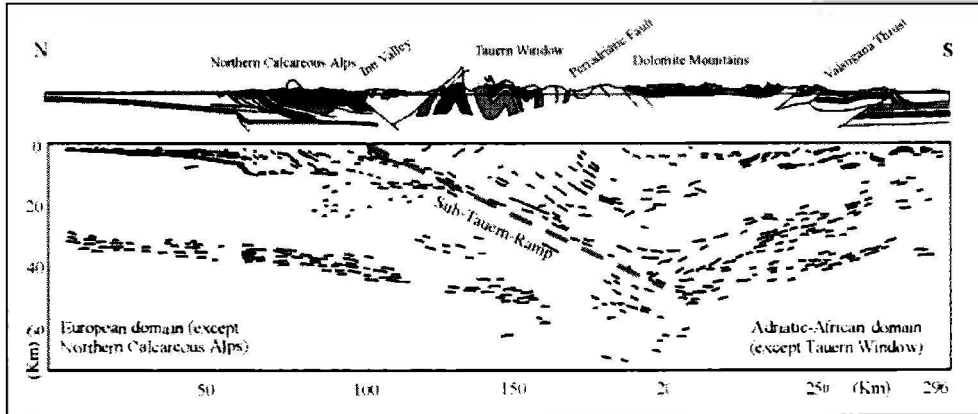 N
S
Northern Calcareous Alps
Inn Valley
Tauern Window
Periadriatic Fault
Dolomite Mountains
Valsugana Thrust
0
20
40
60
(Km)
Sub-Tauern-Ramp
European domain (except
Northern Calcareous Alps)
Adriatic-African domain
(except Tauern Window)
50
100
150
20
250
(Km)
296